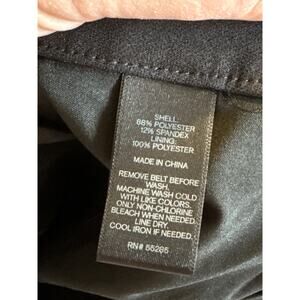 SHELL:
88% POLYESTER
12% SPANDEX
LINING:
100% POLYESTER
MADE IN CHINA
REMOVE BELT BEFORE
WASH.
MACHINE WASH COLD
WITH LIKE COLORS.
ONLY NON-CHLORINE
BLEACH WHEN NEEDED.
LINE DRY.
COOL IRON IF NEEDED.
RN# 55285